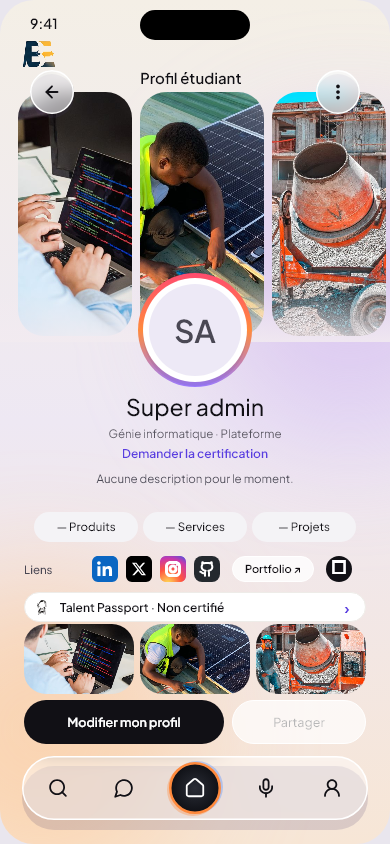 9:41
Profil étudiant
SA
Super admin
Génie informatique · Plateforme
Demander la certification
Aucune description pour le moment.
— Produits
— Services
— Projets
Liens
in
X
Portfolio ↗
Talent Passport · Non certifié
Modifier mon profil
Partager